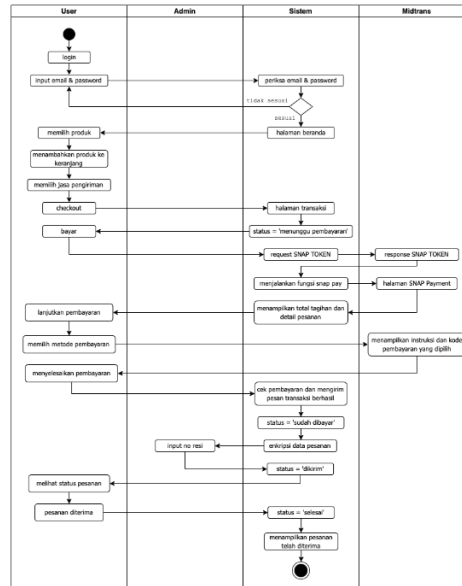 User
Admin
Sistem
Midtrans
login
input email & password
periksa email & password
tidak sesuai
sesuai
memilih produk
halaman beranda
menambahkan produk ke
keranjang
memilih jasa pengiriman
checkout
halaman transaksi
bayar
status = 'menunggu pembayaran'
request SNAP TOKEN
response SNAP TOKEN
menjalankan fungsi snap pay
halaman SNAP Payment
lanjutkan pembayaran
menampilkan total tagihan dan
detail pesanan
memilih metode pembayaran
menampilkan instruksi dan kode
pembayaran yang dipilih
menyelesaikan pembayaran
cek pembayaran dan mengirim
pesan transaksi berhasil
status = 'sudah dibayar'
input no resi
enkripsi data pesanan
status = 'dikirim'
melihat status pesanan
pesanan diterima
status = 'selesai'
menampilkan pesanan
telah diterima